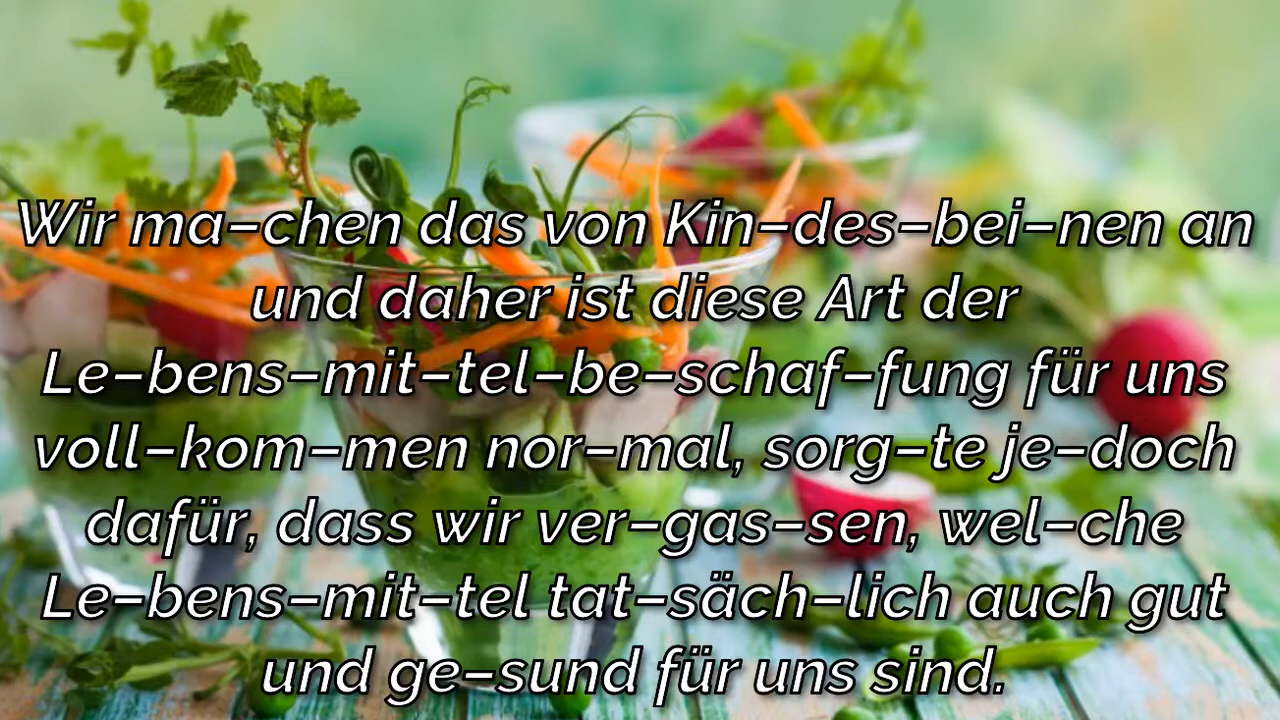 Wir ma–chen das von Kin–des–bei–nen an
und daher ist diese Art der
Le–bens–mit–tel–be–schaf–fung für uns
voll–kom–men nor–mal, sorg–te je–doch
dafür, dass wir ver–gas–sen, wel–che
Le–bens–mit–tel tat–säch–lich auch gut
und ge–sund für uns sind.